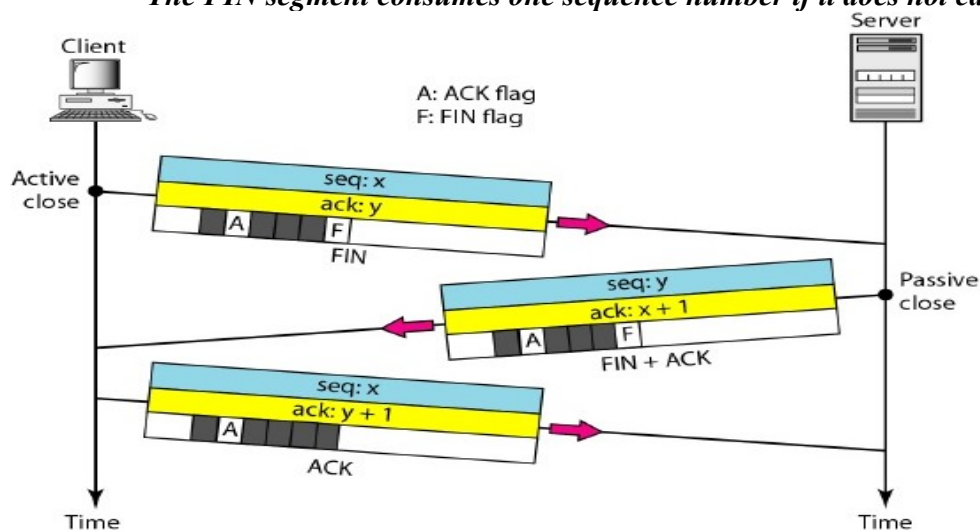 The FIN segment consumes one sequence number if it does not ca
Server
Client
A: ACK flag
F: FIN flag
Active
close
seq: x
ack: y
A F
FIN
Passive
close
seq: y
ack: x + 1
A F
FIN + ACK
seq: x
ack: y + 1
A
ACK
Time
Time